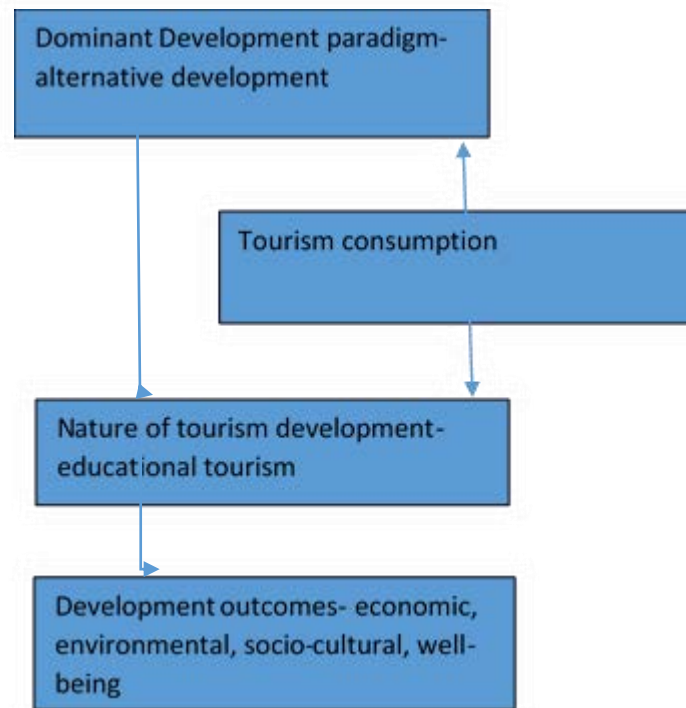 Dominant Development paradigm-
alternative development
Tourism consumption
Nature of tourism development-
educational tourism
Development outcomes- economic,
environmental, socio-cultural, well-
being